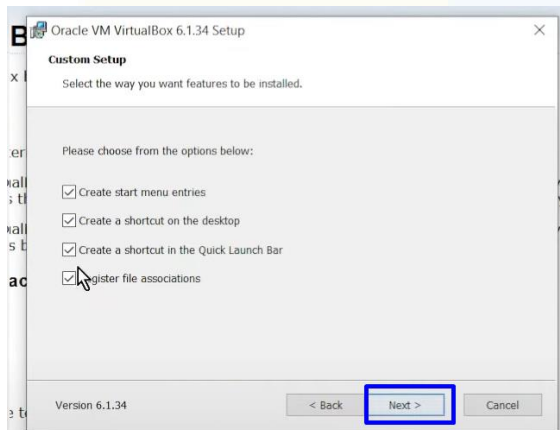 B
Oracle VM VirtualBox 6.1.34 Setup
Custom Setup
x
Select the way you want features to be installed.
Please choose from the options below:
Create start menu entries
Create a shortcut on the desktop
Create a shortcut in the Quick Launch Bar
ac
gister file associations
Version 6.1.34
< Back
Next >
Cancel